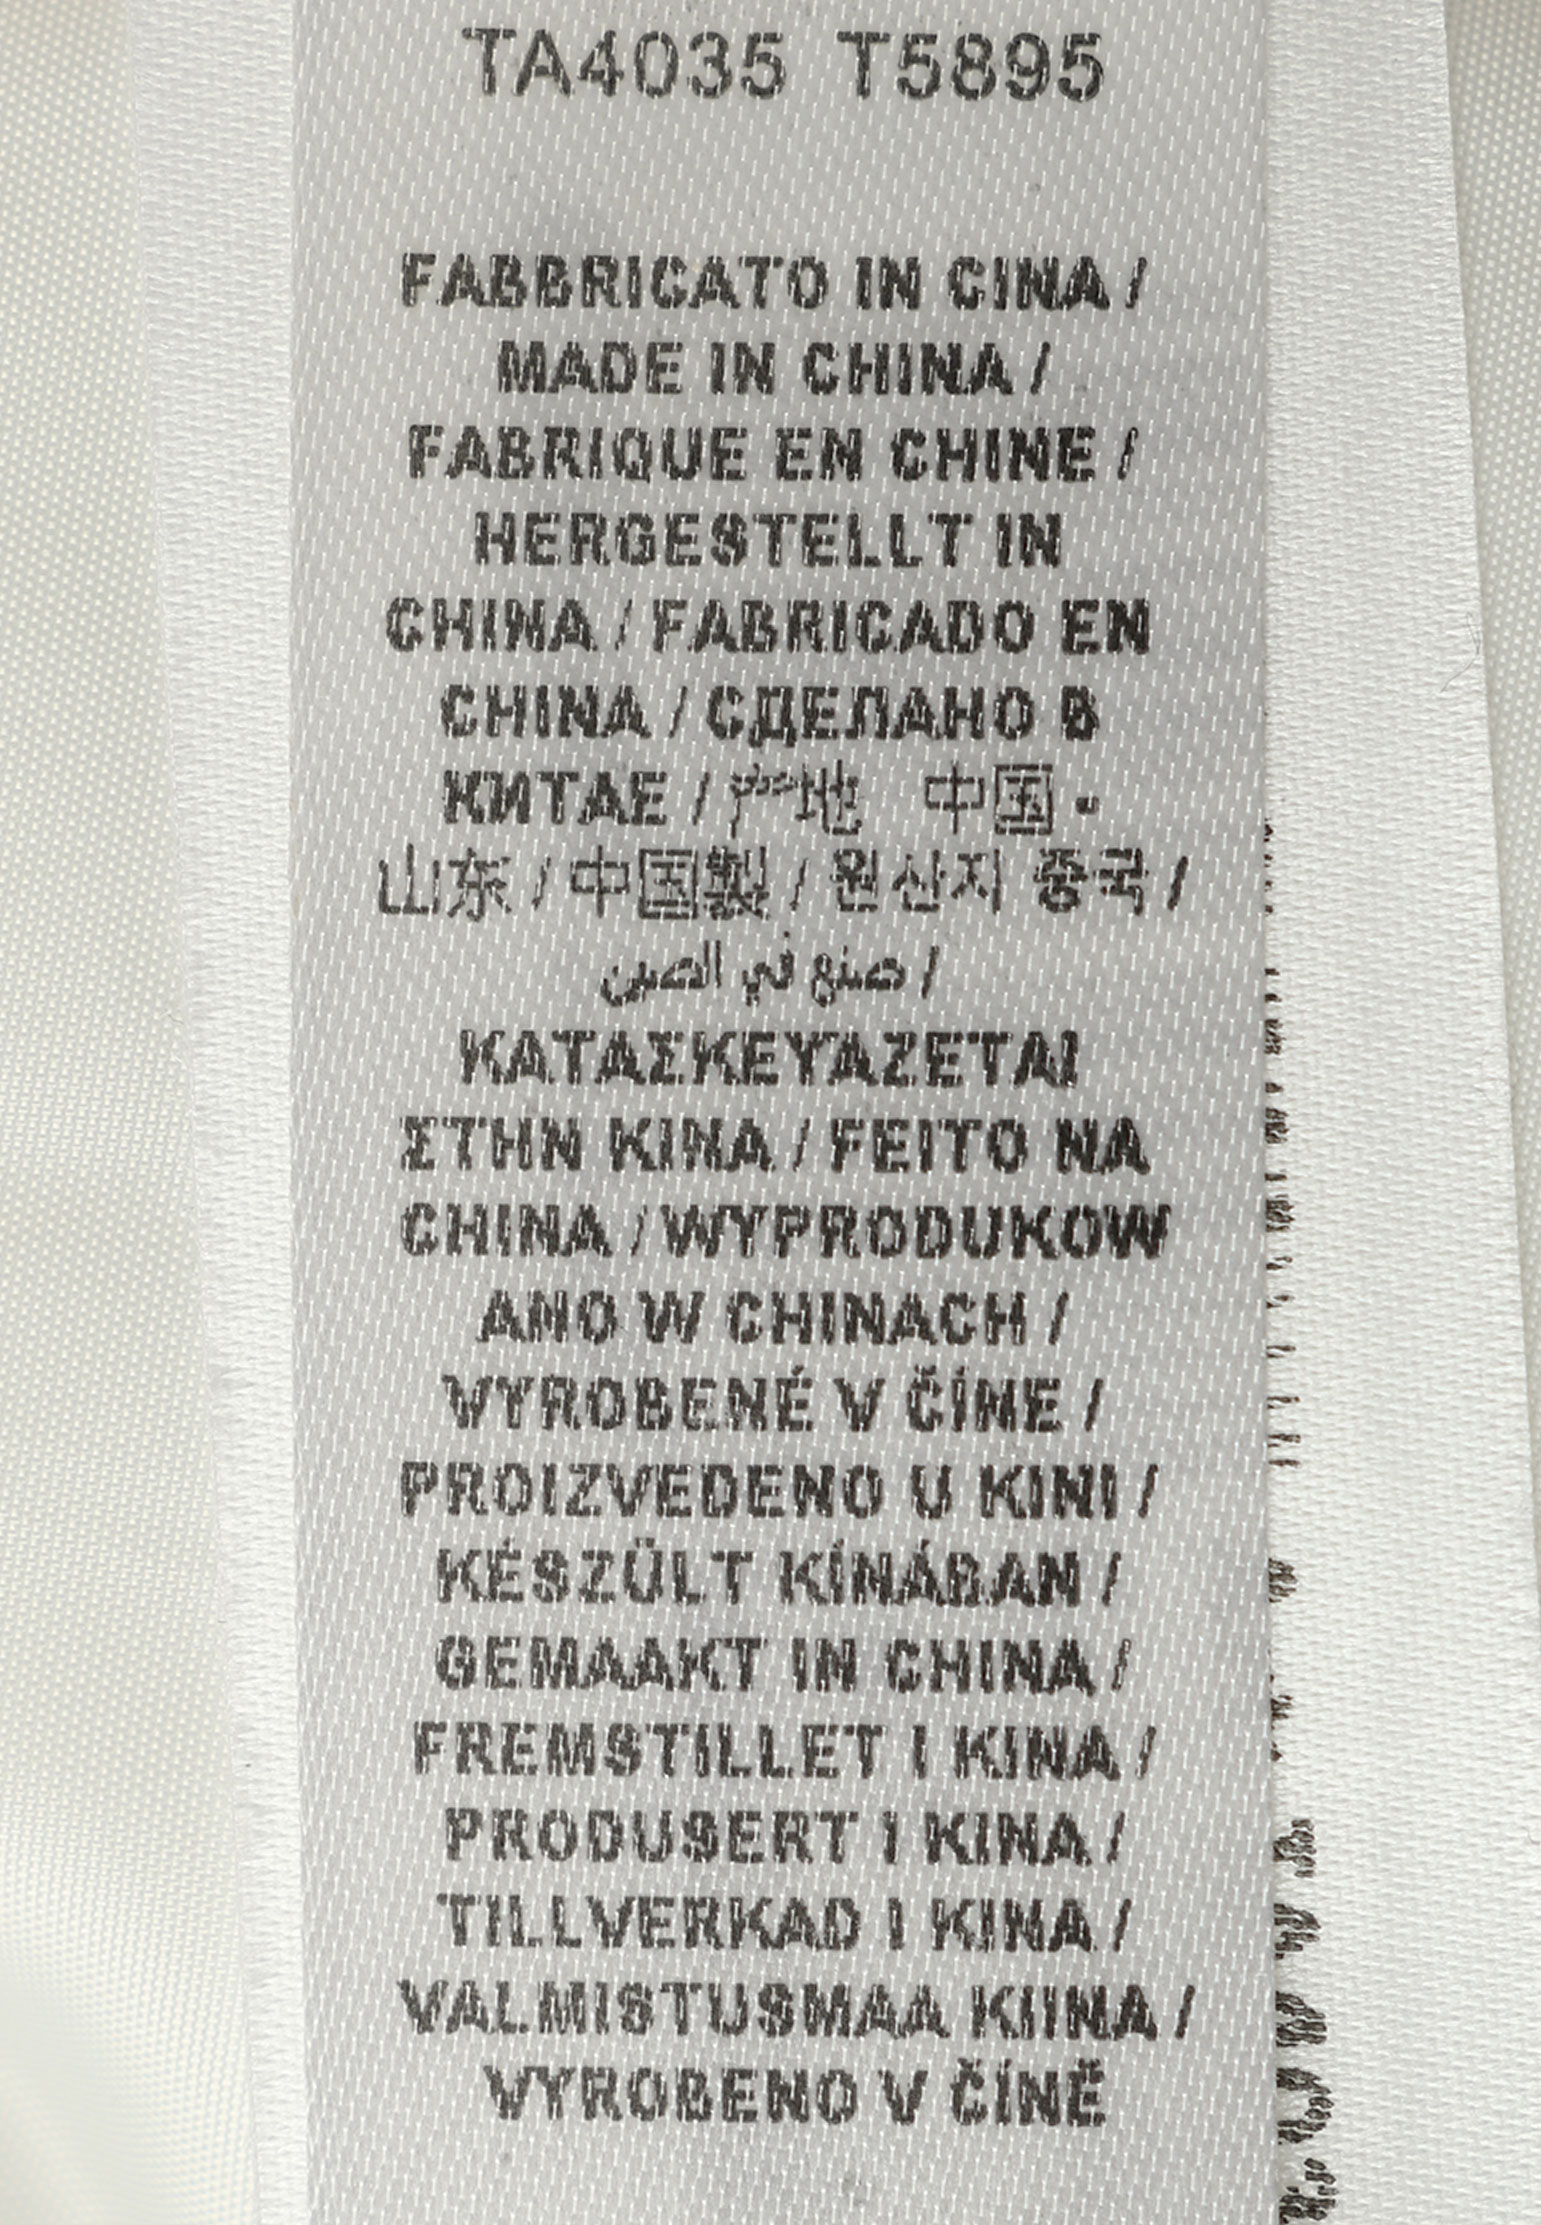 TA4035 T5895
FABBRICATO IN CINA /
MADE IN CHINA /
FABRIQUE EN CHINE /
HERGESTELLT IN
CHINA / FABRICADO EN
CHINA / СДЕЛАНО В
КИТАЕ / 产地 中国 -
山东 / 中国製 / 원산지 중국 /
صنع في الصين /
ΚΑΤΑΣΚΕΥΑΖΕΤΑΙ
ΣΤΗΝ ΚΙΝΑ / FEITO NA
CHINA / WYPRODUKOW
ANO W CHINACH /
VYROBENÉ V ČÍNE /
PROIZVEDENO U KINI /
KÉSZÜLT KÍNÁBAN /
GEMAAKT IN CHINA /
FREMSTILLET I KINA /
PRODUSERT I KINA /
TILLVERKAD I KINA /
VALMISTUSMAA KIINA /
VYROBENO V ČÍNĚ